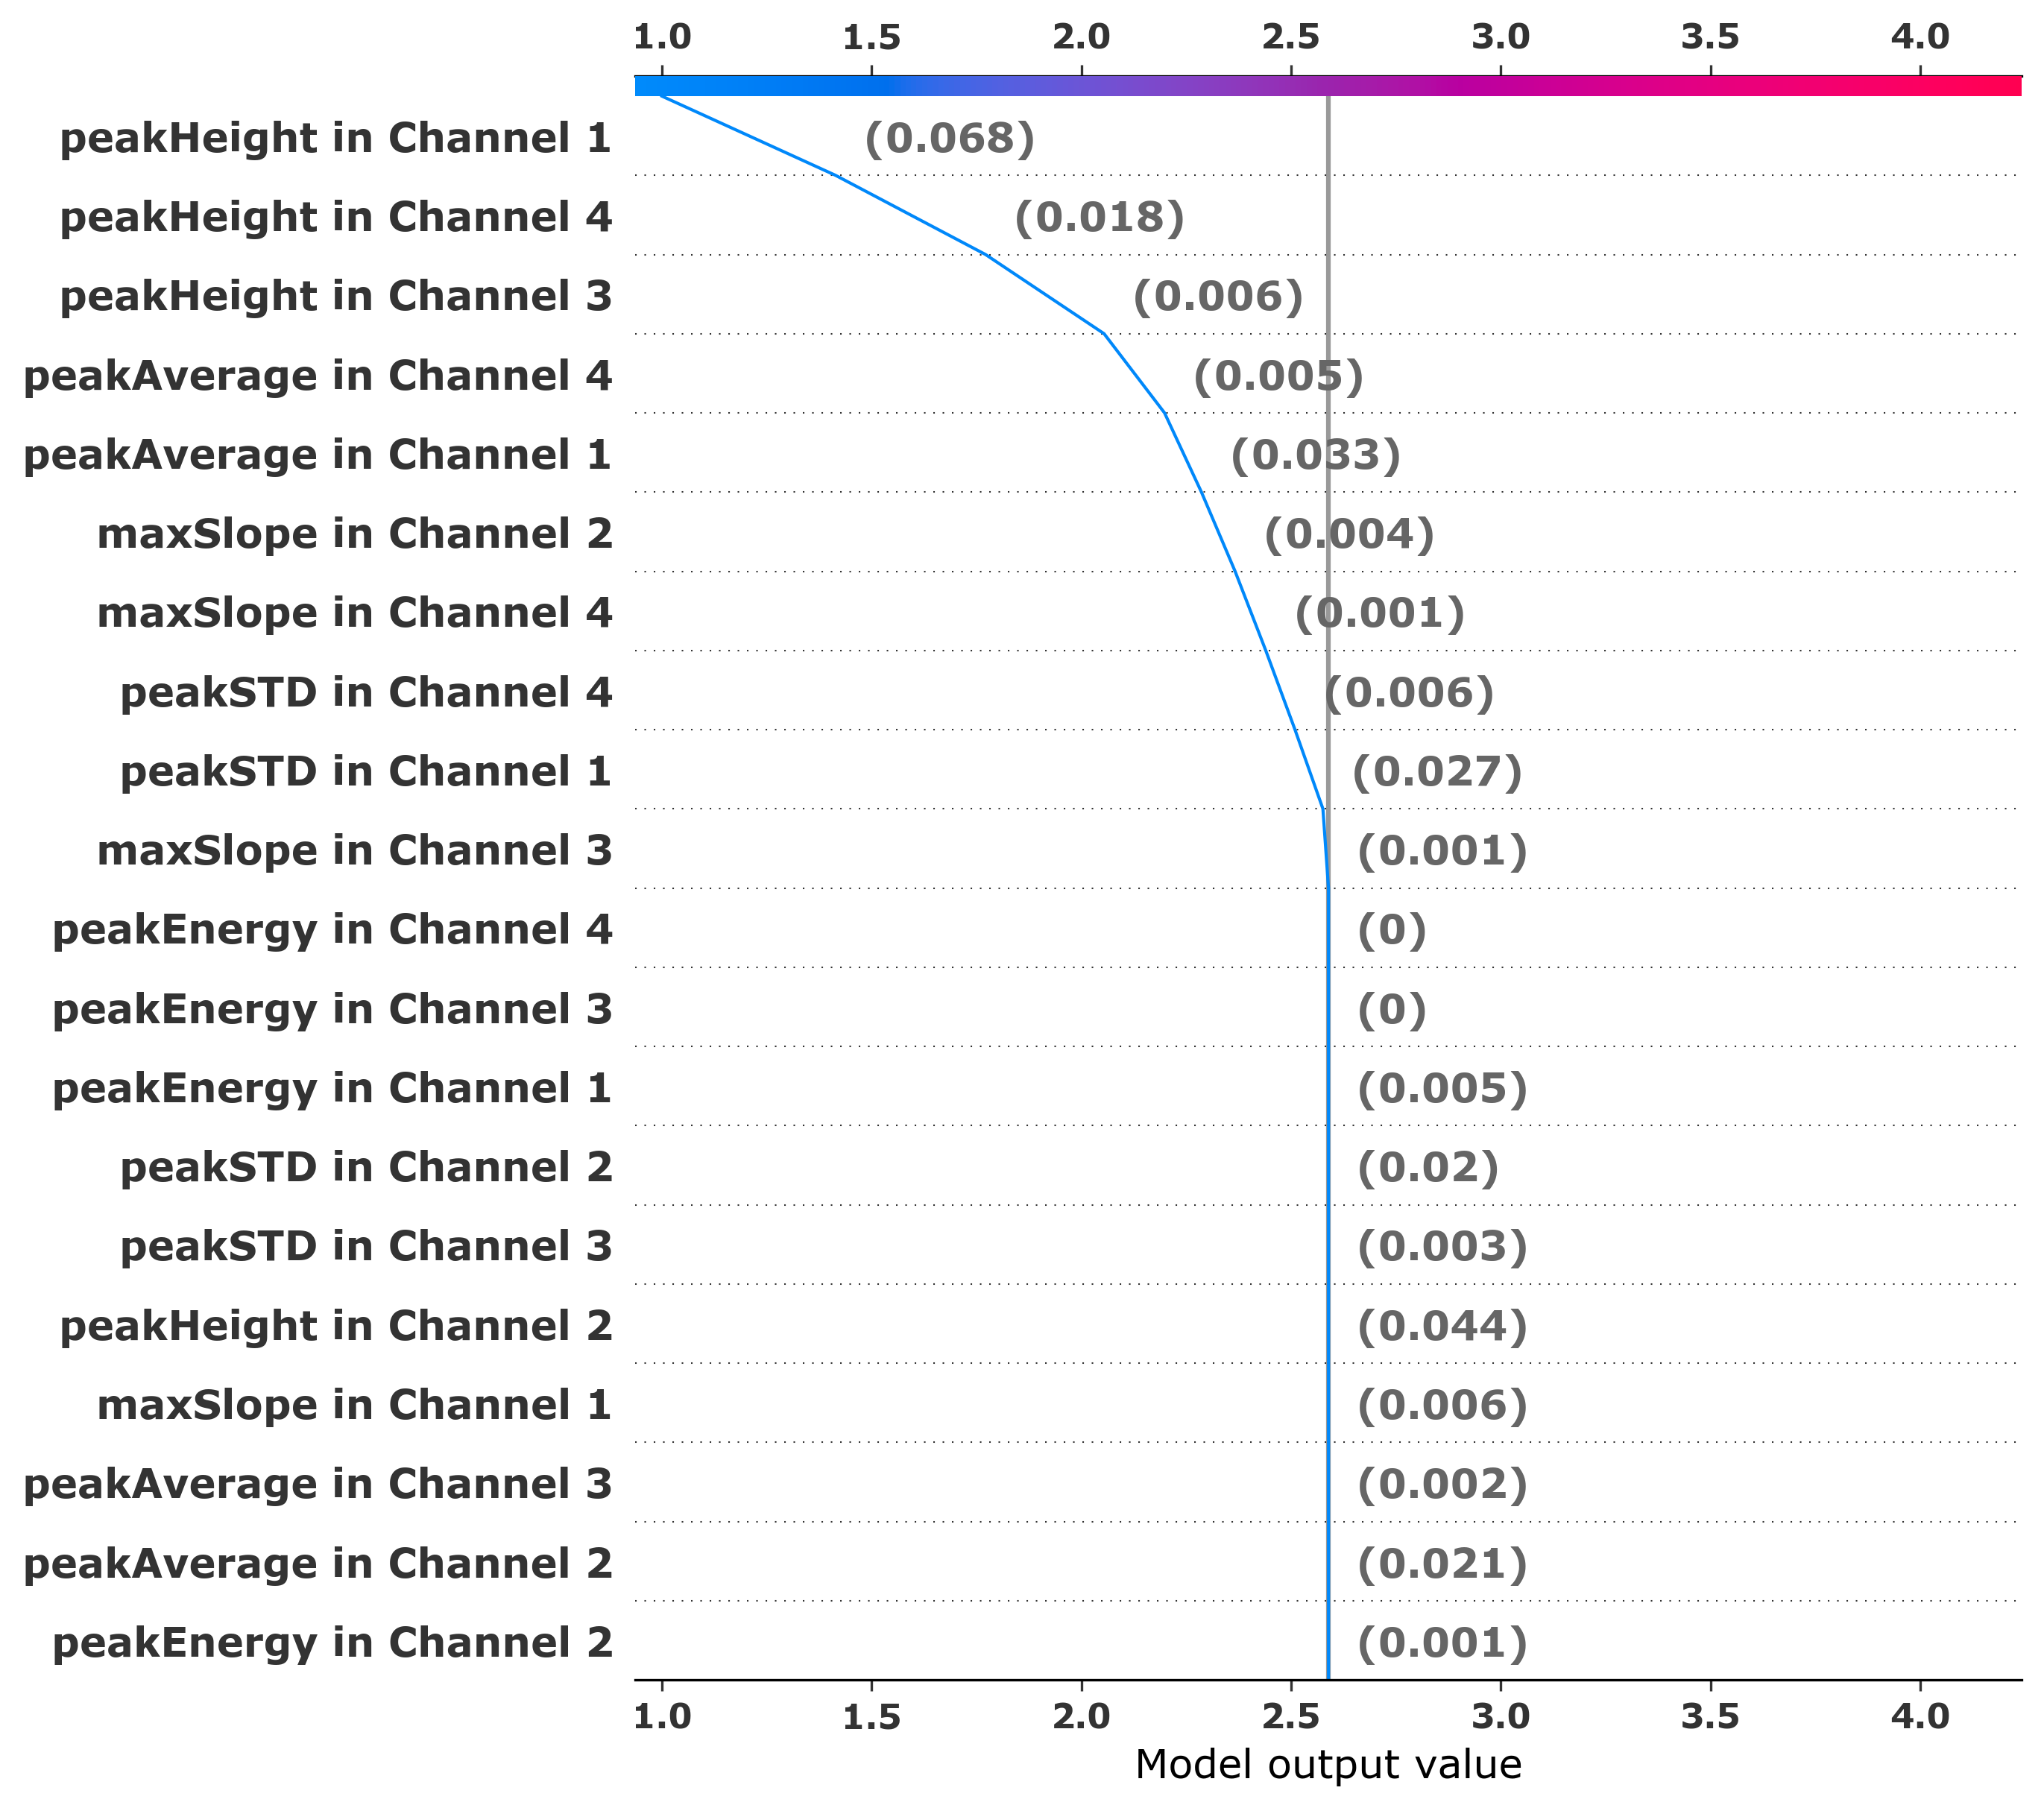 1.0 1.5 2.0 2.5 3.0 3.5 4.0
peakHeight in Channel 1 (0.068)
peakHeight in Channel 4 (0.018)
peakHeight in Channel 3 (0.006)
peakAverage in Channel 4 (0.005)
peakAverage in Channel 1 (0.033)
maxSlope in Channel 2 (0.004)
maxSlope in Channel 4 (0.001)
peakSTD in Channel 4 (0.006)
peakSTD in Channel 1 (0.027)
maxSlope in Channel 3 (0.001)
peakEnergy in Channel 4 (0)
peakEnergy in Channel 3 (0)
peakEnergy in Channel 1 (0.005)
peakSTD in Channel 2 (0.02)
peakSTD in Channel 3 (0.003)
peakHeight in Channel 2 (0.044)
maxSlope in Channel 1 (0.006)
peakAverage in Channel 3 (0.002)
peakAverage in Channel 2 (0.021)
peakEnergy in Channel 2 (0.001)
1.0 1.5 2.0 2.5 3.0 3.5 4.0
Model output value